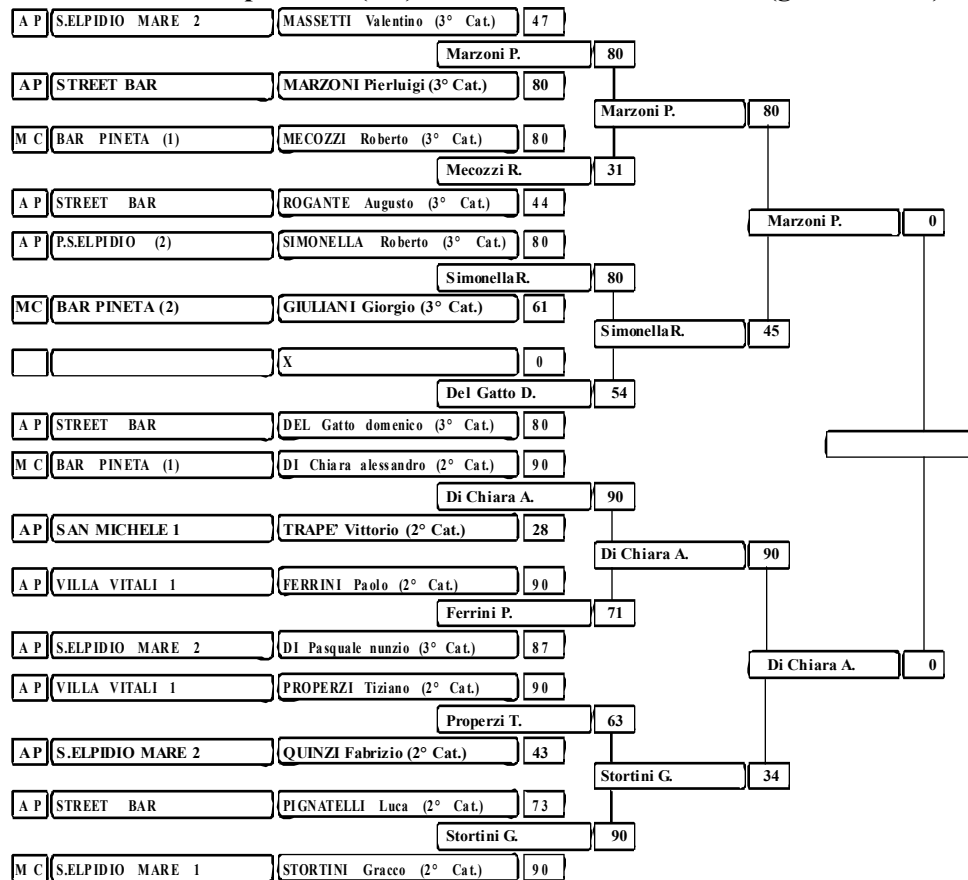 A P S.ELPIDIO MARE 2 MASSETTI Valentino (3° Cat.) 47
Marzoni P. 80
AP STREET BAR MARZONI Pierluigi (3° Cat.) 80
Marzoni P. 80
M C BAR PINETA (1) MECOZZI Roberto (3° Cat.) 80
Mecozzi R. 31
A P STREET BAR ROGANTE Augusto (3° Cat.) 44
Marzoni P. 0
A P P.S.ELPIDIO (2) SIMONELLA Roberto (3° Cat.) 80
Simonella R. 80
MC BAR PINETA (2) GIULIANI Giorgio (3° Cat.) 61
Simonella R. 45
X 0
Del Gatto D. 54
A P STREET BAR DEL Gatto domenico (3° Cat.) 80
M C BAR PINETA (1) DI Chiara alessandro (2° Cat.) 90
Di Chiara A. 90
AP SAN MICHELE 1 TRAPE' Vittorio (2° Cat.) 28
Di Chiara A. 90
A P VILLA VITALI 1 FERRINI Paolo (2° Cat.) 90
Ferrini P. 71
A P S.ELPIDIO MARE 2 DI Pasquale nunzio (3° Cat.) 87
Di Chiara A. 0
A P VILLA VITALI 1 PROPERZI Tiziano (2° Cat.) 90
Properzi T. 63
AP S.ELPIDIO MARE 2 QUINZI Fabrizio (2° Cat.) 43
Stortini G. 34
A P STREET BAR PIGNATELLI Luca (2° Cat.) 73
Stortini G. 90
M C S.ELPIDIO MARE 1 STORTINI Gracco (2° Cat.) 90